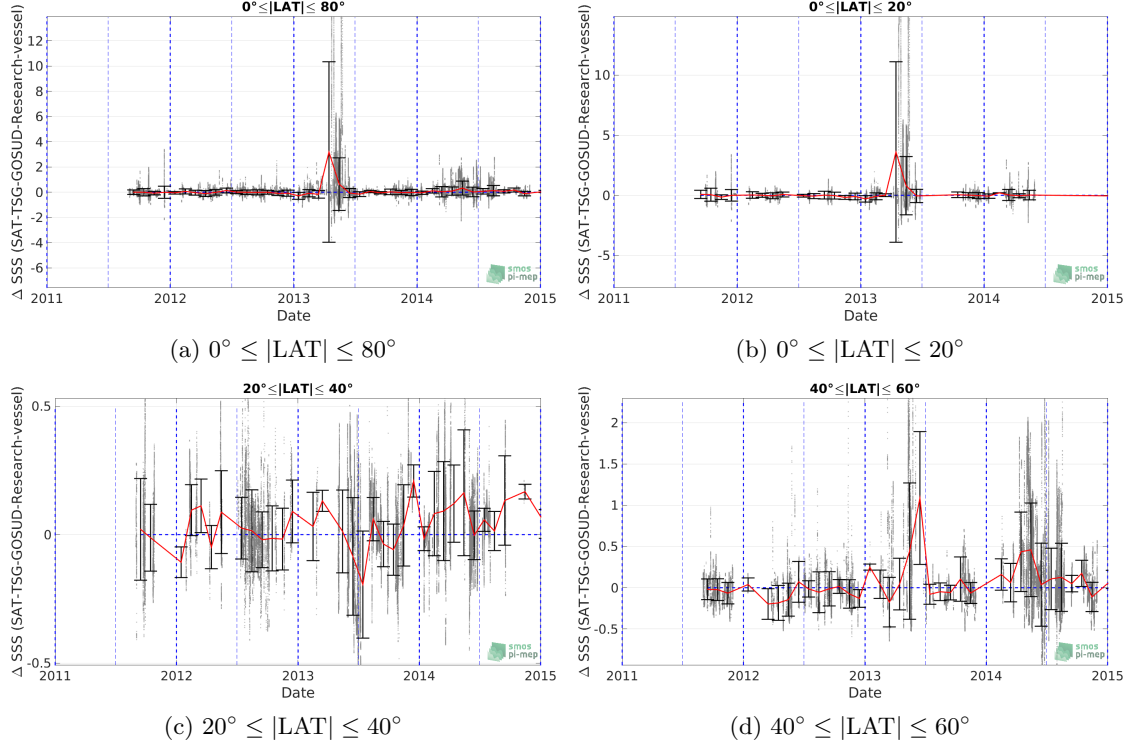 0°≤|LAT|≤ 80°
Δ SSS (SAT-TSG-GOSUD-Research-vessel)
12
10
8
6
4
2
0
-2
-4
-6
2011
2012
2013
2014
2015
Date
smos
pi-mep
(a) 0° ≤ |LAT| ≤ 80°
0°≤|LAT|≤ 20°
Δ SSS (SAT-TSG-GOSUD-Research-vessel)
10
5
0
-5
2011
2012
2013
2014
2015
Date
smos
pi-mep
(b) 0° ≤ |LAT| ≤ 20°
20°≤|LAT|≤ 40°
Δ SSS (SAT-TSG-GOSUD-Research-vessel)
0.5
0
-0.5
2011
2012
2013
2014
2015
Date
smos
pi-mep
(c) 20° ≤ |LAT| ≤ 40°
40°≤|LAT|≤ 60°
Δ SSS (SAT-TSG-GOSUD-Research-vessel)
2
1.5
1
0.5
0
-0.5
2011
2012
2013
2014
2015
Date
smos
pi-mep
(d) 40° ≤ |LAT| ≤ 60°